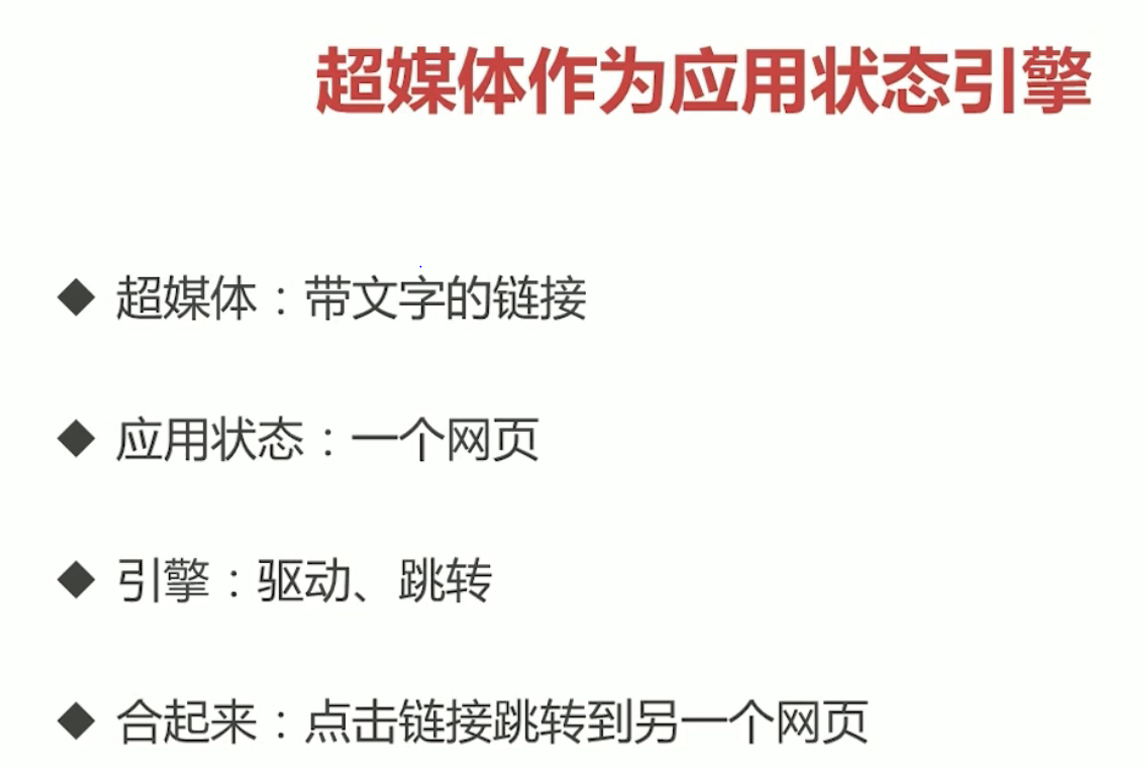 超媒体作为应用状态引擎
◆ 超媒体：带文字的链接
◆ 应用状态：一个网页
◆ 引擎：驱动、跳转
◆ 合起来：点击链接跳转到另一个网页